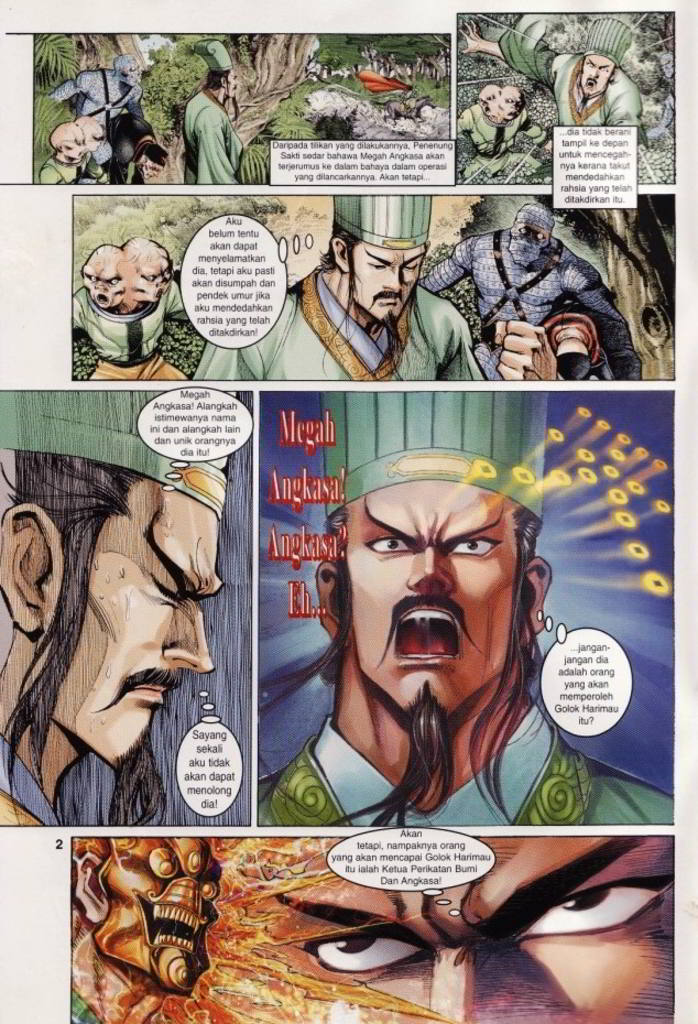 Daripada tilikan yang dilakukannya, Penenung
Sakti sedar bahawa Megah Angkasa akan
terjerumus ke dalam bahaya dalam operasi
yang dilancarkannya. Akan tetapi...
...dia tidak berani
tampil ke depan
untuk mencegah-
nya kerana takut
mendedahkan
rahsia yang telah
ditakdirkan itu.
Aku
belum tentu
akan dapat
menyelamatkan
dia, tetapi aku pasti
akan disumpah dan
pendek umur jika
mendedahkan
rahsia yang telah
ditakdirkan!
Megah
Angkasa! Alangkah
istimewanya nama
ini dan alangkah lain
dan unik orangnya
dia itu!
Sayang
sekali
aku tidak
akan dapat
menolong
dia!
Megah
Angkasa!
Angkasa?
Eh...
...jangan-
jangan dia
adalah orang
yang akan
memperoleh
Golok Harimau
itu?
2
Akan
tetapi, nampaknya orang
yang akan mencapai Golok Harimau
itu ialah Ketua Perikatan Bumi
Dan Angkasa!